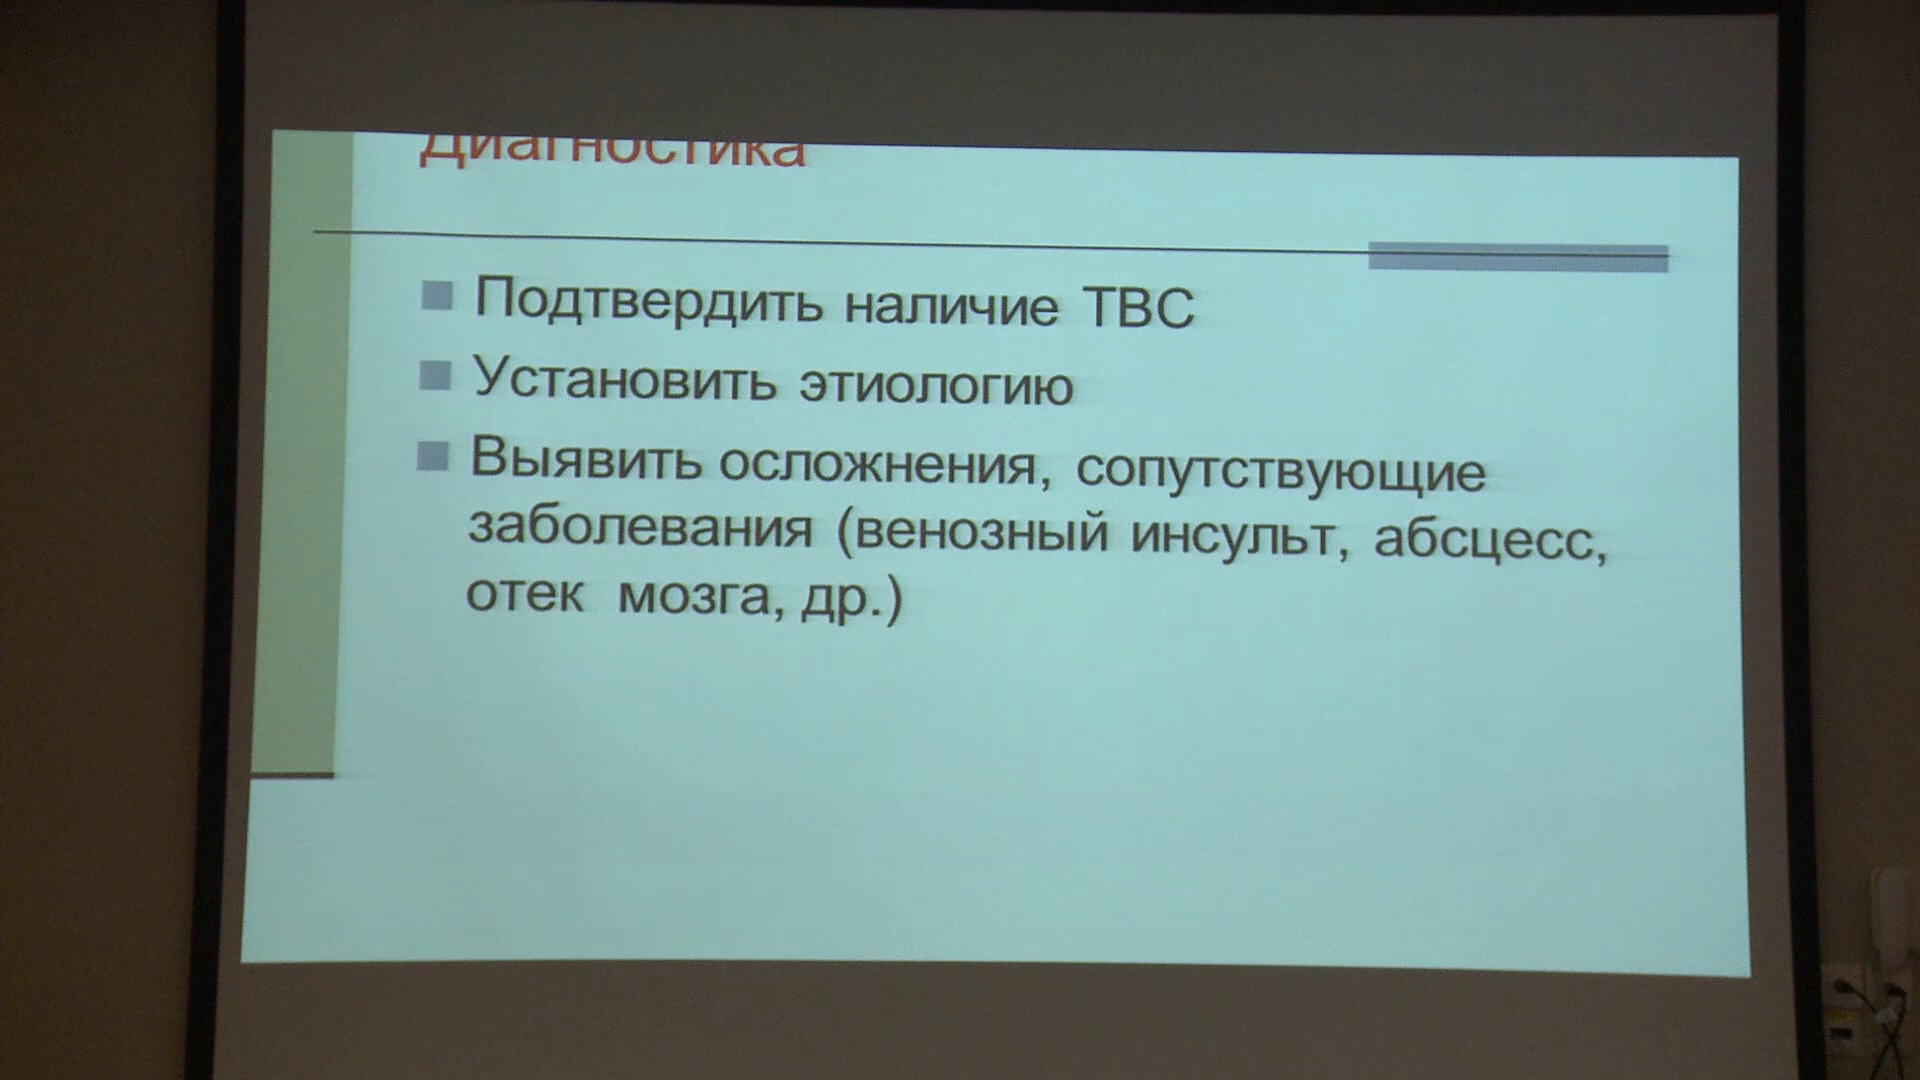 Диагностика
Подтвердить наличие ТВС
Установить этиологию
Выявить осложнения, сопутствующие
заболевания (венозный инсульт, абсцесс,
отек мозга, др.)